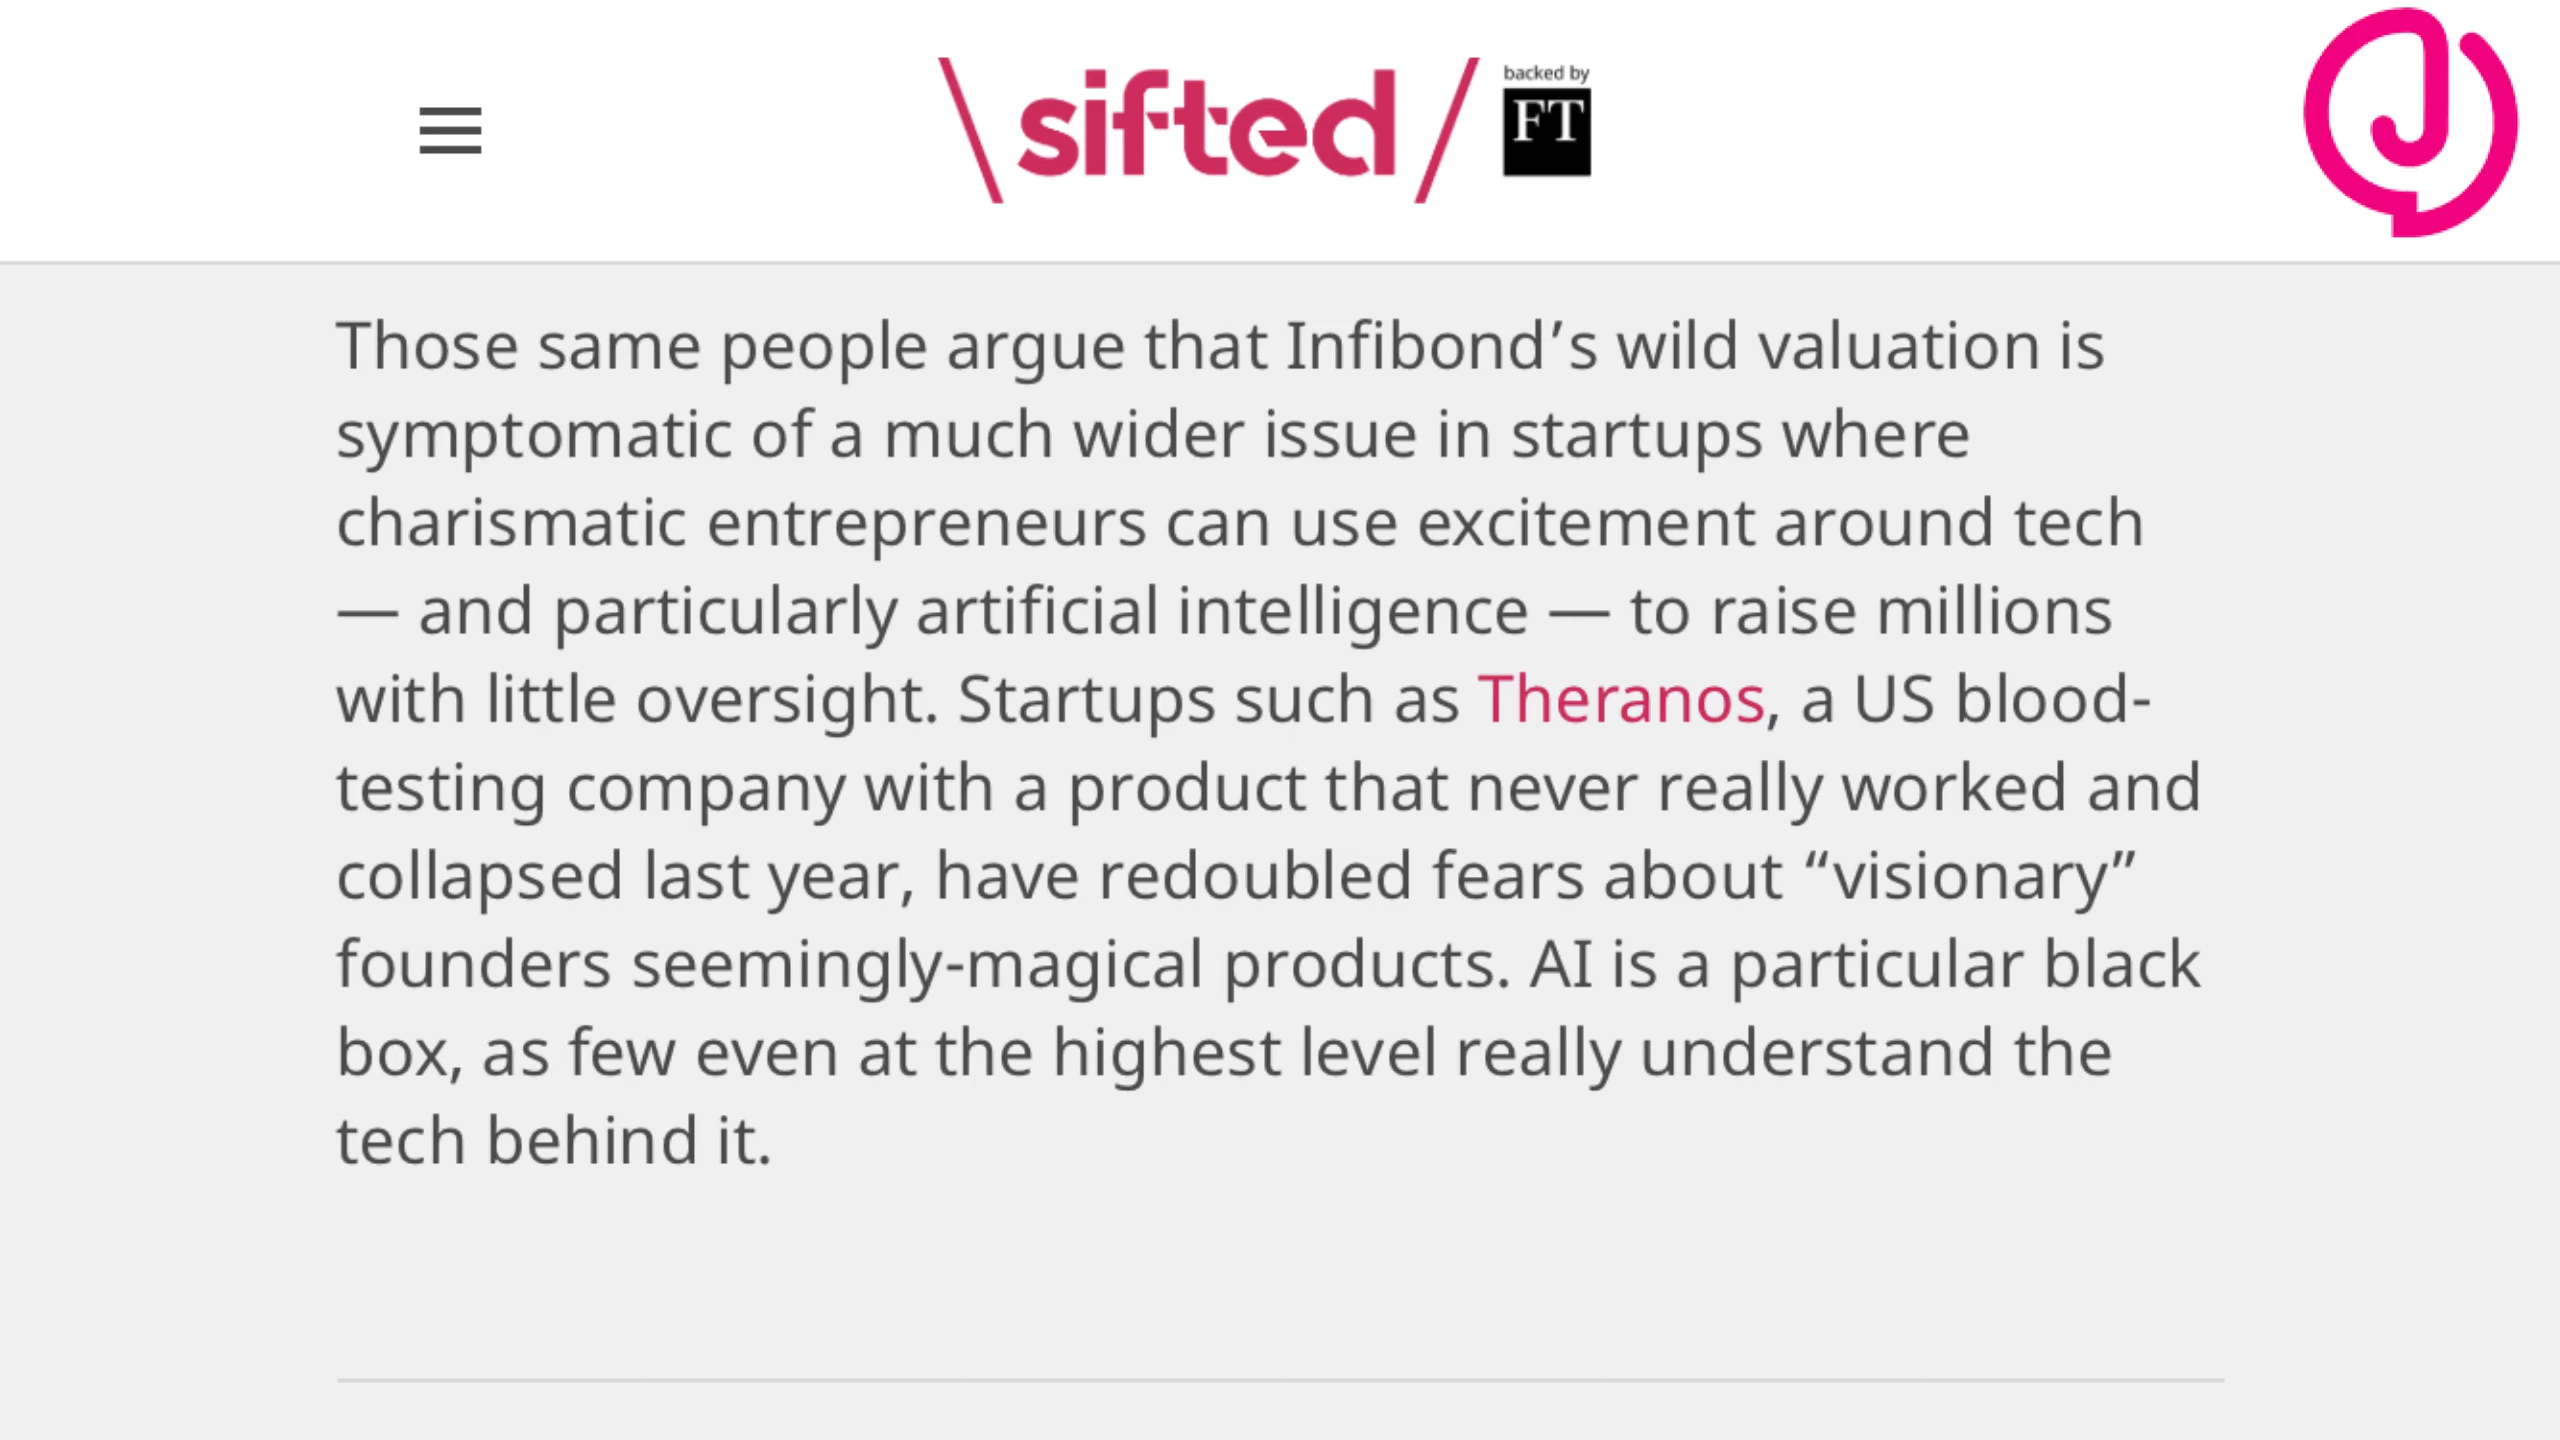 \sifted/
backed by
FT
J
Those same people argue that Infibond’s wild valuation is
symptomatic of a much wider issue in startups where
charismatic entrepreneurs can use excitement around tech
— and particularly artificial intelligence — to raise millions
with little oversight. Startups such as Theranos, a US blood-
testing company with a product that never really worked and
collapsed last year, have redoubled fears about “visionary”
founders seemingly-magical products. AI is a particular black
box, as few even at the highest level really understand the
tech behind it.